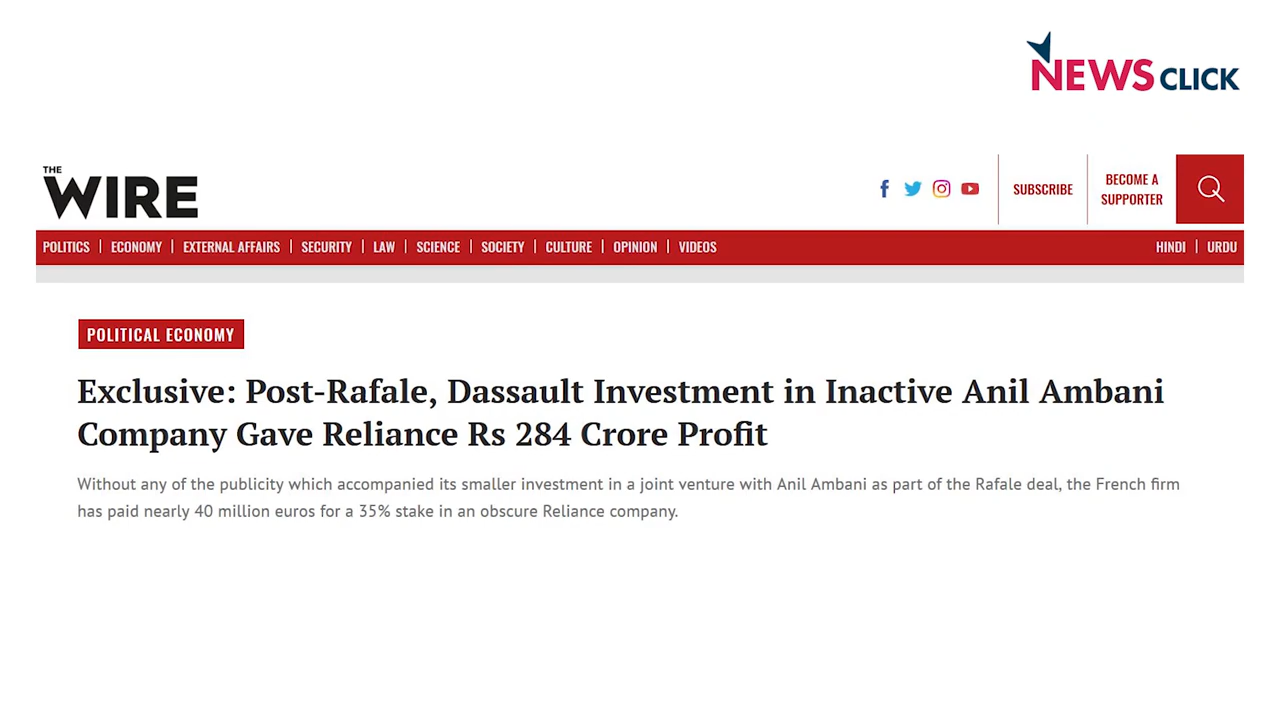 NEWS CLICK
THE
WIRE
SUBSCRIBE
BECOME A
SUPPORTER
POLITICS | ECONOMY | EXTERNAL AFFAIRS | SECURITY | LAW | SCIENCE | SOCIETY | CULTURE | OPINION | VIDEOS
HINDI | URDU
POLITICAL ECONOMY
Exclusive: Post-Rafale, Dassault Investment in Inactive Anil Ambani
Company Gave Reliance Rs 284 Crore Profit
Without any of the publicity which accompanied its smaller investment in a joint venture with Anil Ambani as part of the Rafale deal, the French firm
has paid nearly 40 million euros for a 35% stake in an obscure Reliance company.